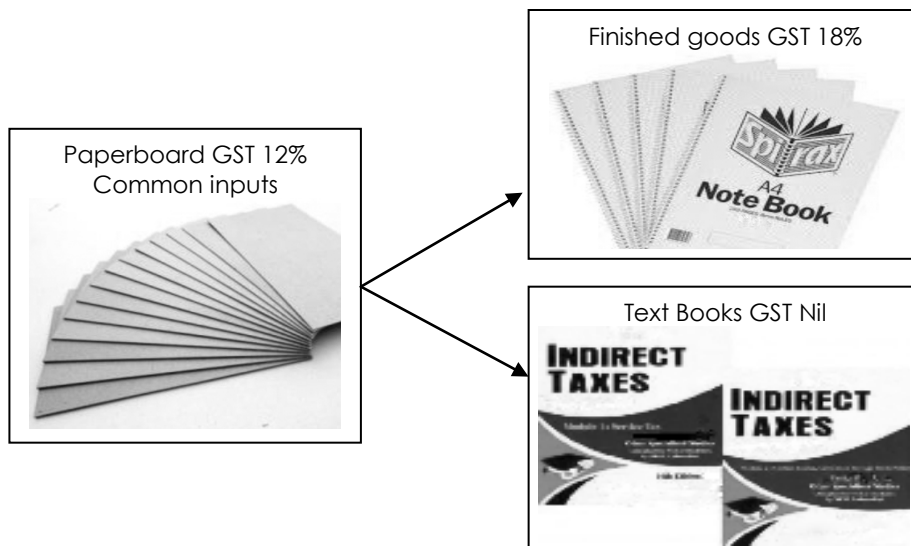 Finished goods GST 18%
Spirax
A4
Note Book
Paperboard GST 12%
Common inputs
Text Books GST Nil
INDIRECT
TAXES
INDIRECT
TAXES